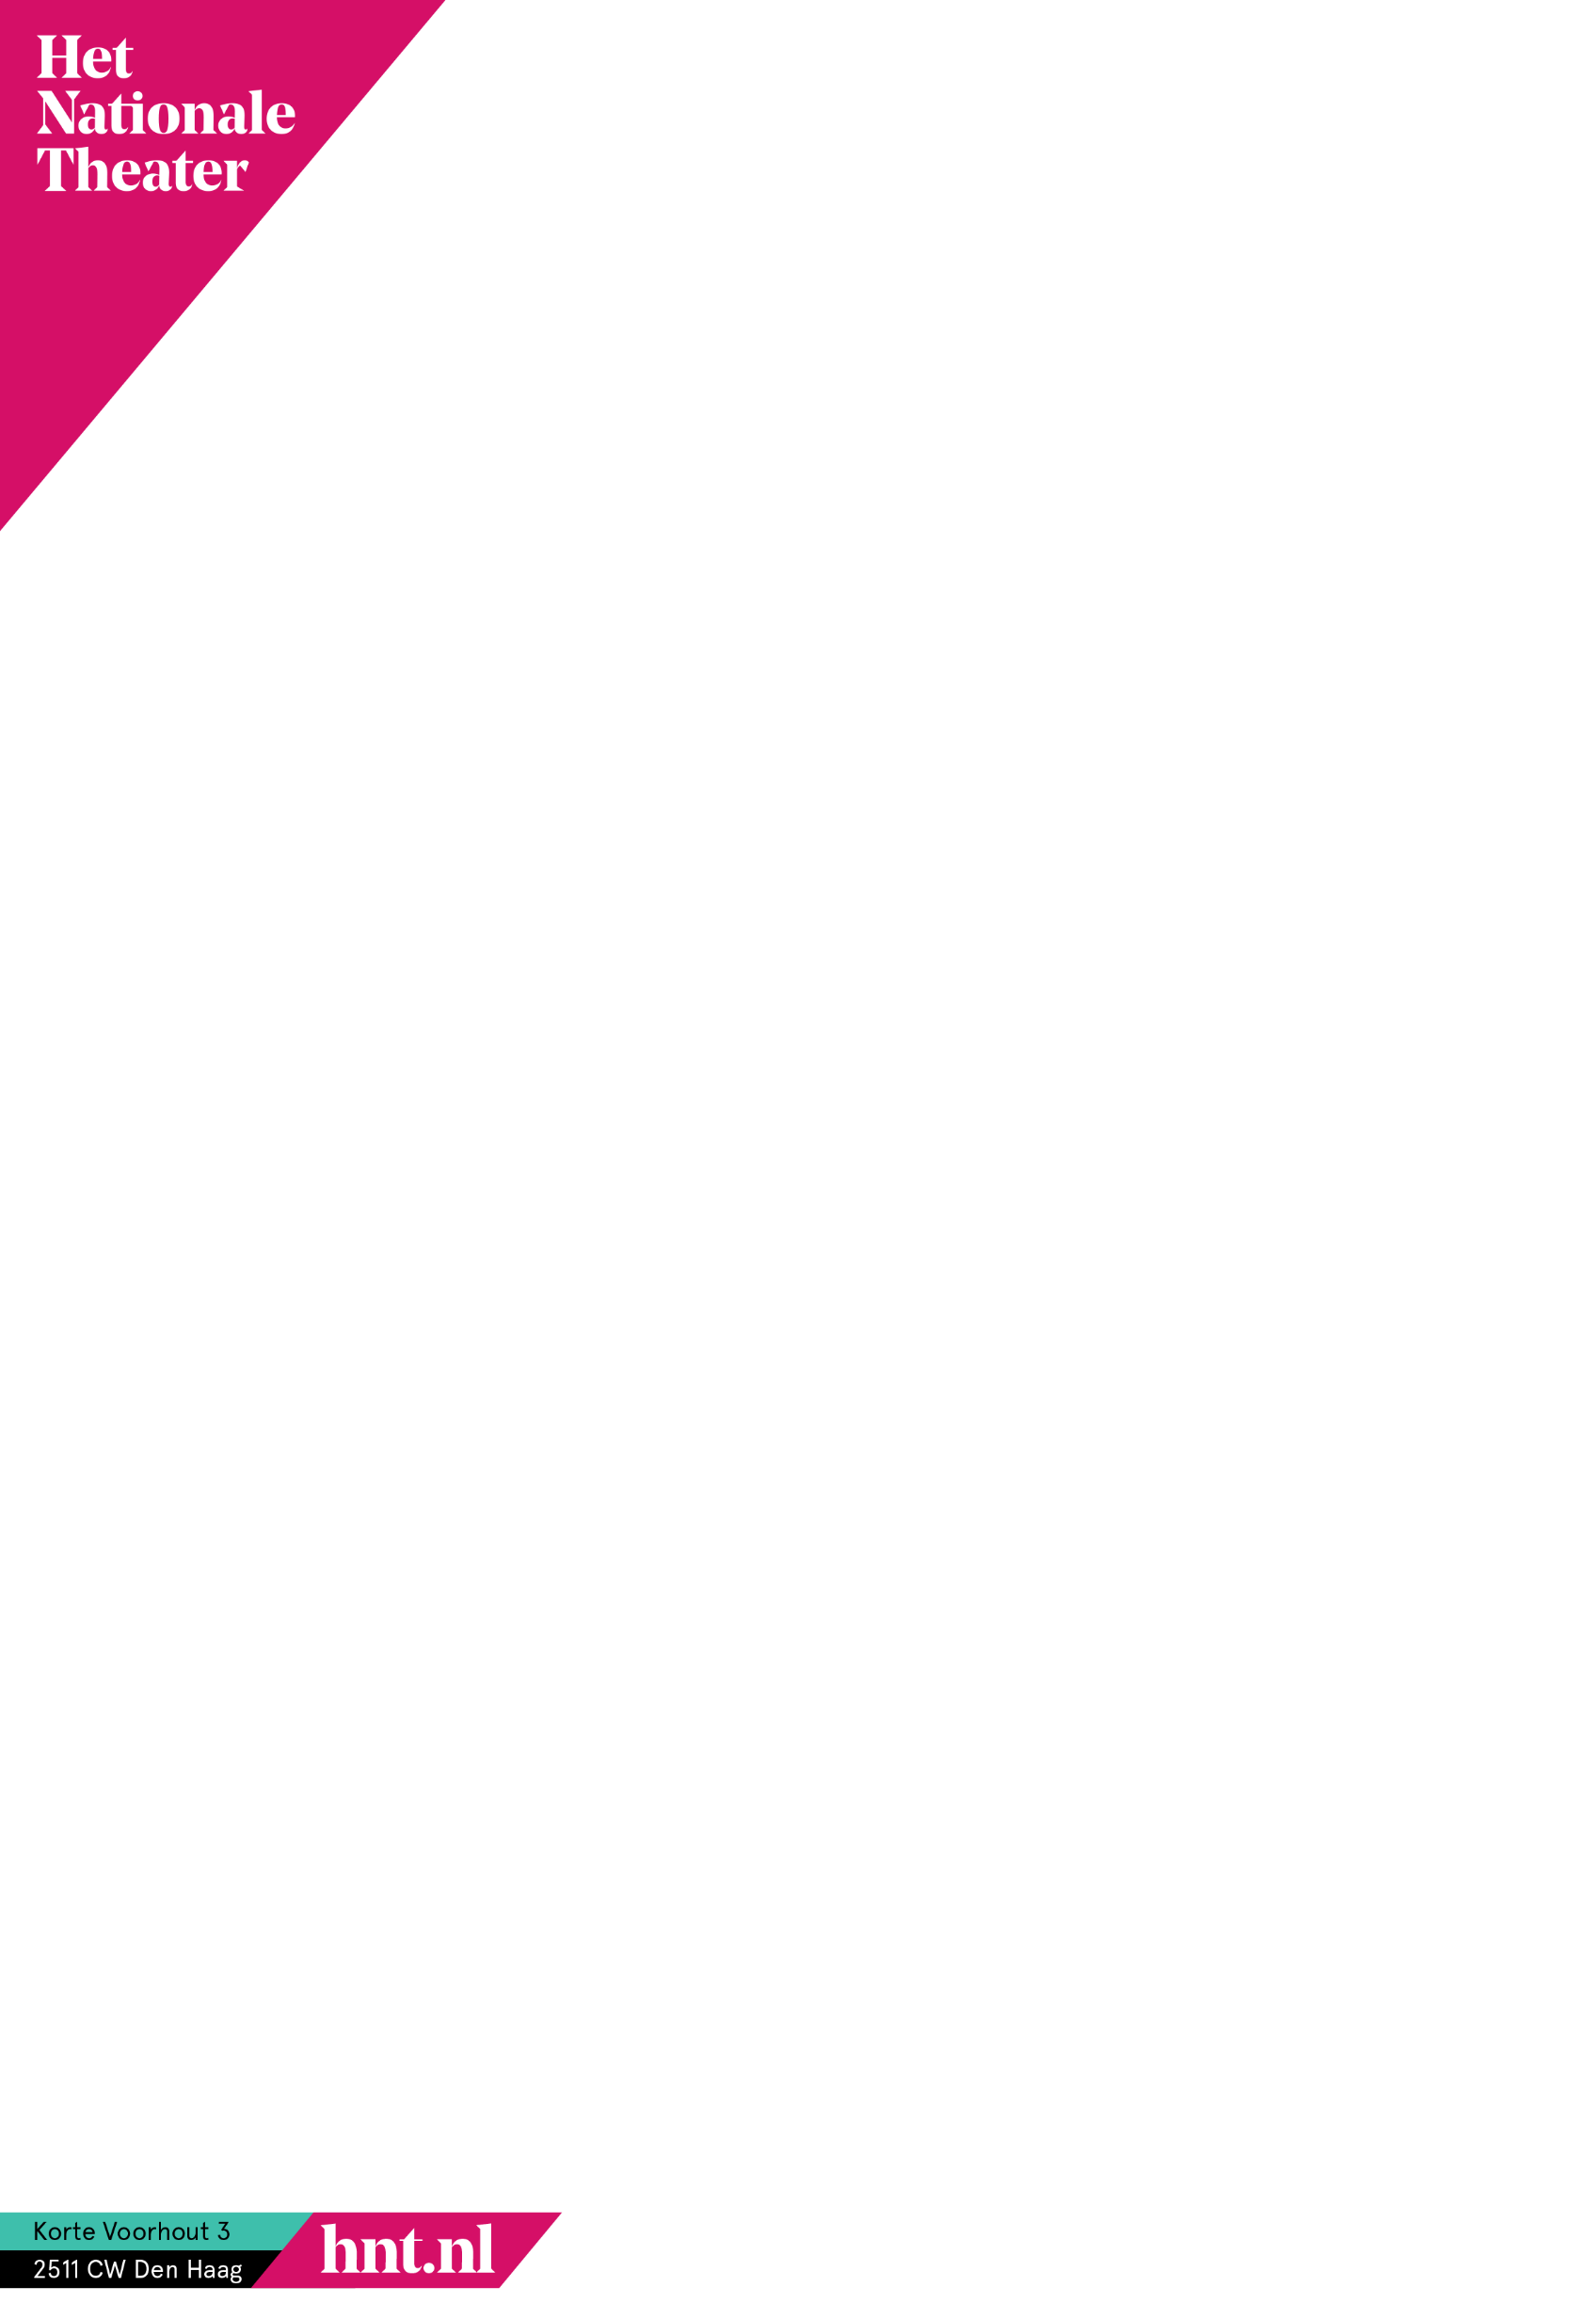 Het
Nationale
Theater
Korte Voorhout 3
2511 CW Den Haag
hnt.nl